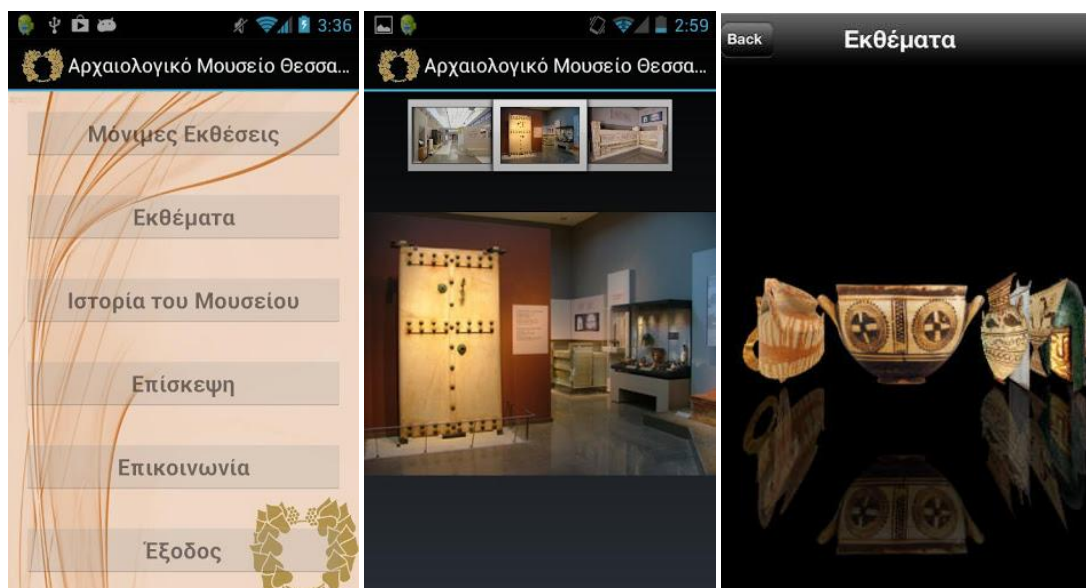 3:36
Αρχαιολογικό Μουσείο Θεσσα...
Μόνιμες Εκθέσεις
Εκθέματα
Ιστορία του Μουσείου
Επίσκεψη
Επικοινωνία
Έξοδος
2:59
Αρχαιολογικό Μουσείο Θεσσα...
Back
Εκθέματα